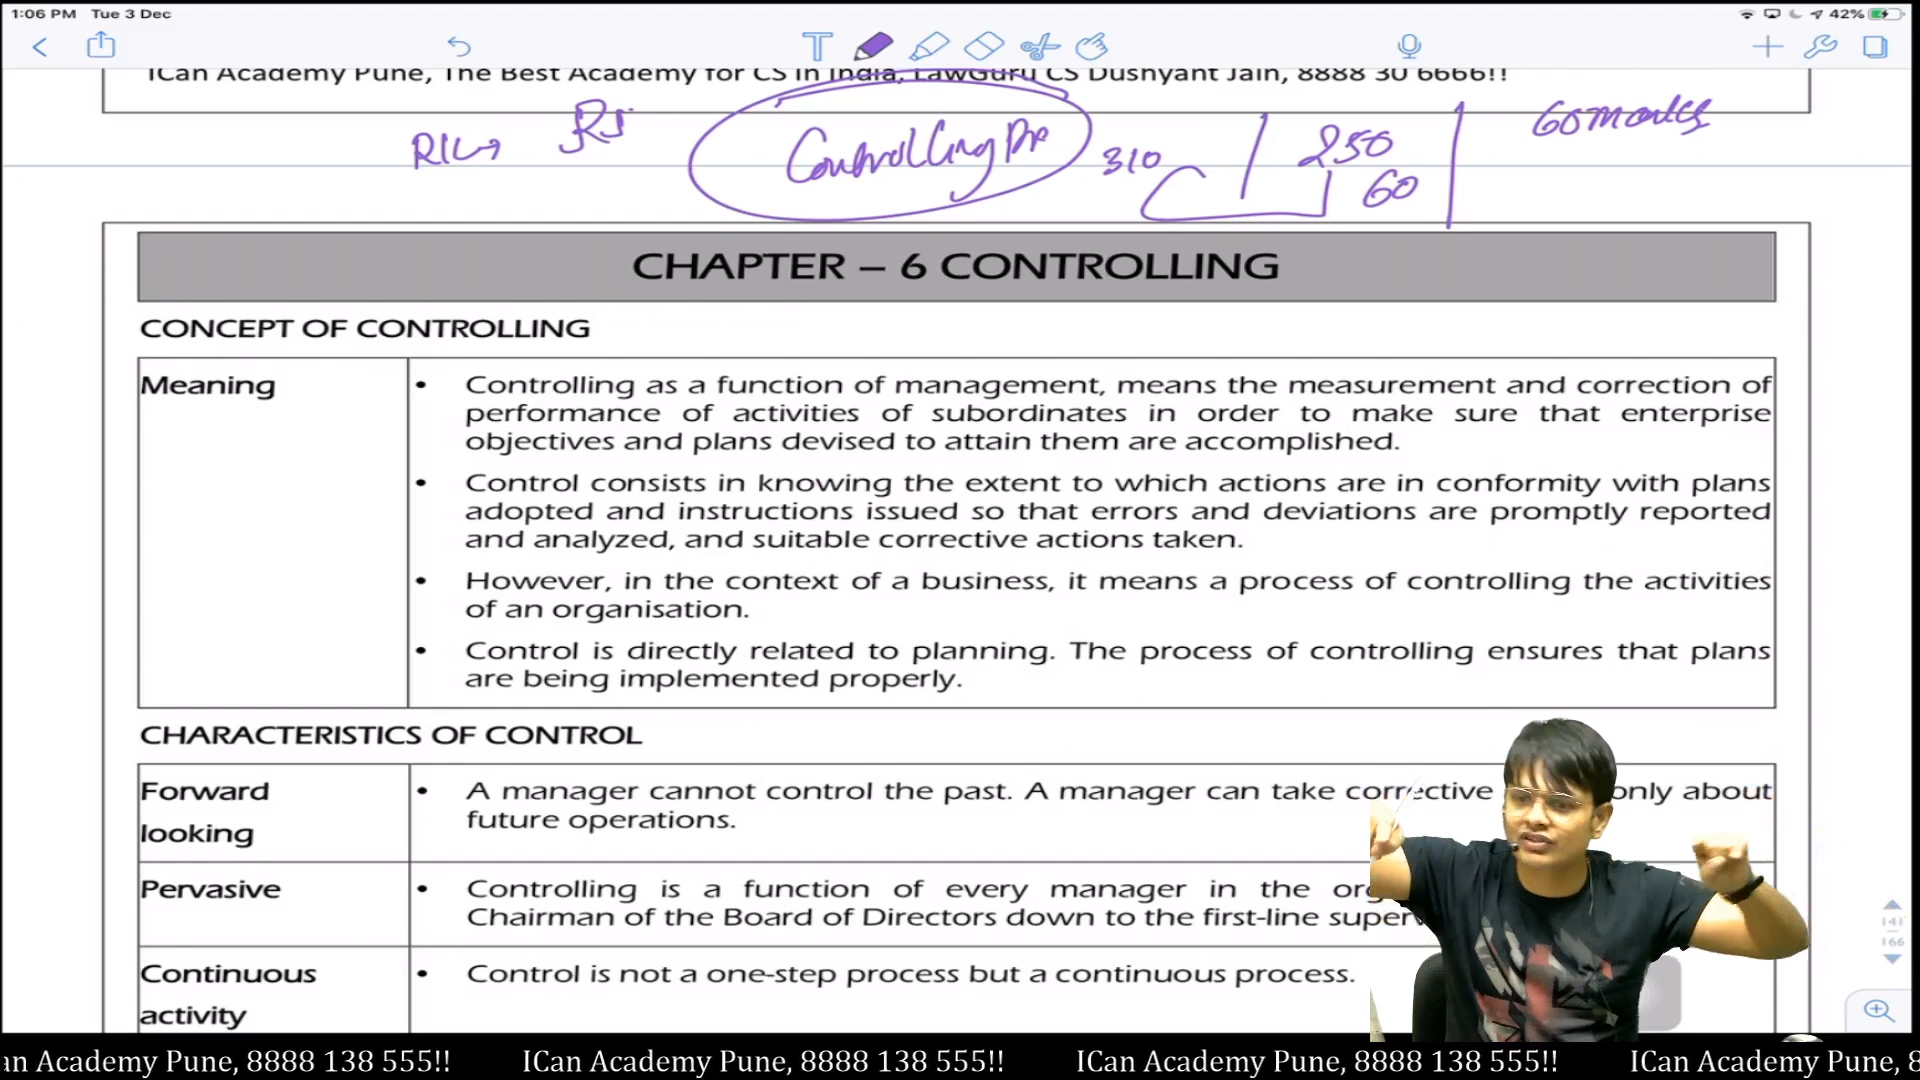 1:06 PM Tue 3 Dec
42%
T
ICan Academy Pune, The Best Academy for CS in India, LawGuru CS Dushyant Jain, 8888 30 6666!!
RIL
Controlling
310
250
60
60 marks
CHAPTER – 6 CONTROLLING
CONCEPT OF CONTROLLING
Meaning
• Controlling as a function of management, means the measurement and correction of
performance of activities of subordinates in order to make sure that enterprise
objectives and plans devised to attain them are accomplished.
• Control consists in knowing the extent to which actions are in conformity with plans
adopted and instructions issued so that errors and deviations are promptly reported
and analyzed, and suitable corrective actions taken.
• However, in the context of a business, it means a process of controlling the activities
of an organisation.
• Control is directly related to planning. The process of controlling ensures that plans
are being implemented properly.
CHARACTERISTICS OF CONTROL
Forward
looking
• A manager cannot control the past. A manager can take corrective only about
future operations.
Pervasive
• Controlling is a function of every manager in the
Chairman of the Board of Directors down to the first-line
Continuous
activity
• Control is not a one-step process but a continuous process.
141
166
an Academy Pune, 8888 138 555!! ICan Academy Pune, 8888 138 555!! ICan Academy Pune, 8888 138 555!! ICan Academy Pune, 8